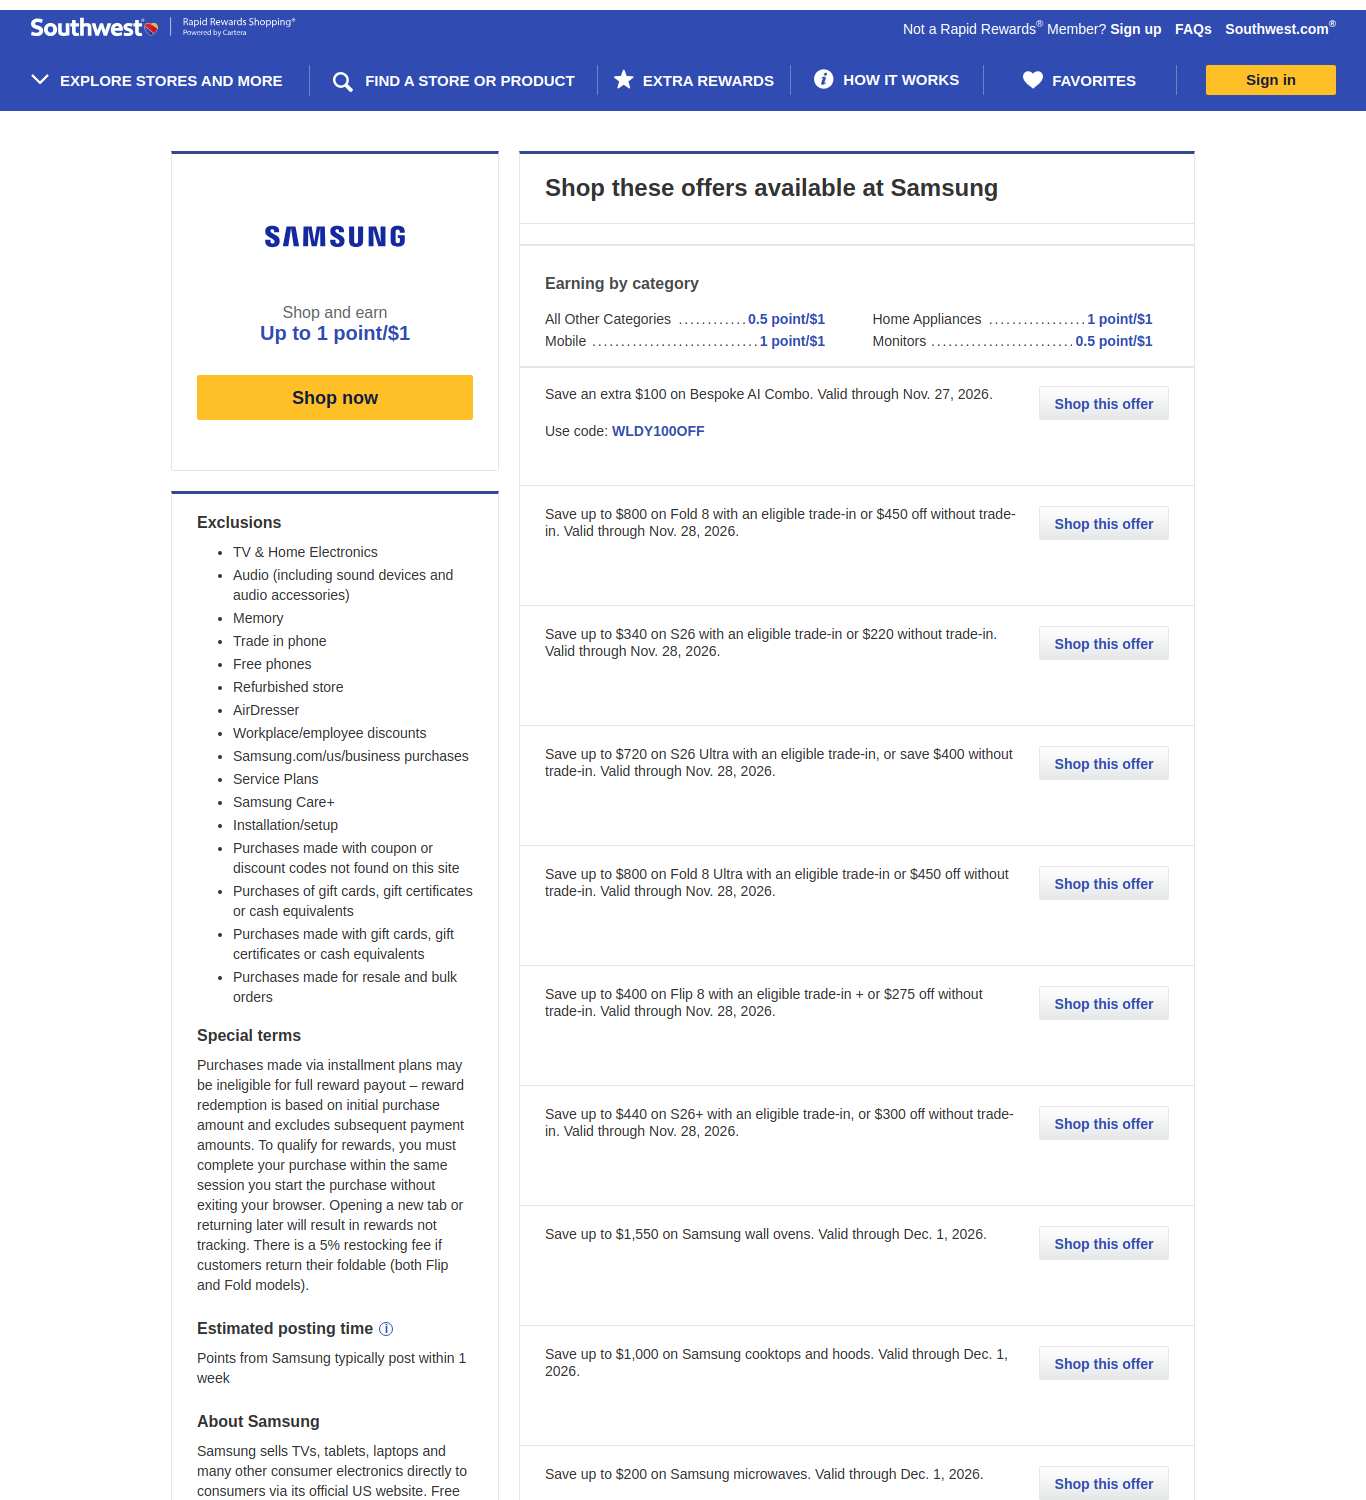 Southwest® Rapid Rewards Shopping® Powered by Cartera
Not a Rapid Rewards® Member? Sign up FAQs Southwest.com®
EXPLORE STORES AND MORE FIND A STORE OR PRODUCT EXTRA REWARDS HOW IT WORKS FAVORITES Sign in
SAMSUNG
Shop and earn
Up to 1 point/$1
Shop now
Exclusions
• TV & Home Electronics
• Audio (including sound devices and
audio accessories)
• Memory
• Trade in phone
• Free phones
• Refurbished store
• AirDresser
• Workplace/employee discounts
• Samsung.com/us/business purchases
• Service Plans
• Samsung Care+
• Installation/setup
• Purchases made with coupon or
discount codes not found on this site
• Purchases of gift cards, gift certificates
or cash equivalents
• Purchases made with gift cards, gift
certificates or cash equivalents
• Purchases made for resale and bulk
orders
Special terms
Purchases made via installment plans may
be ineligible for full reward payout – reward
redemption is based on initial purchase
amount and excludes subsequent payment
amounts. To qualify for rewards, you must
complete your purchase within the same
session you start the purchase without
exiting your browser. Opening a new tab or
returning later will result in rewards not
tracking. There is a 5% restocking fee if
customers return their foldable (both Flip
and Fold models).
Estimated posting time
Points from Samsung typically post within 1
week
About Samsung
Samsung sells TVs, tablets, laptops and
many other consumer electronics directly to
consumers via its official US website. Free
Shop these offers available at Samsung
Earning by category
All Other Categories ............ 0.5 point/$1 Home Appliances ................. 1 point/$1
Mobile ............................. 1 point/$1 Monitors ......................... 0.5 point/$1
Save an extra $100 on Bespoke AI Combo. Valid through Nov. 27, 2026.
Shop this offer
Use code: WLDY100OFF
Save up to $800 on Fold 8 with an eligible trade-in or $450 off without trade-
in. Valid through Nov. 28, 2026.
Shop this offer
Save up to $340 on S26 with an eligible trade-in or $220 without trade-in.
Valid through Nov. 28, 2026.
Shop this offer
Save up to $720 on S26 Ultra with an eligible trade-in, or save $400 without
trade-in. Valid through Nov. 28, 2026.
Shop this offer
Save up to $800 on Fold 8 Ultra with an eligible trade-in or $450 off without
trade-in. Valid through Nov. 28, 2026.
Shop this offer
Save up to $400 on Flip 8 with an eligible trade-in + or $275 off without
trade-in. Valid through Nov. 28, 2026.
Shop this offer
Save up to $440 on S26+ with an eligible trade-in, or $300 off without trade-
in. Valid through Nov. 28, 2026.
Shop this offer
Save up to $1,550 on Samsung wall ovens. Valid through Dec. 1, 2026.
Shop this offer
Save up to $1,000 on Samsung cooktops and hoods. Valid through Dec. 1,
2026.
Shop this offer
Save up to $200 on Samsung microwaves. Valid through Dec. 1, 2026.
Shop this offer